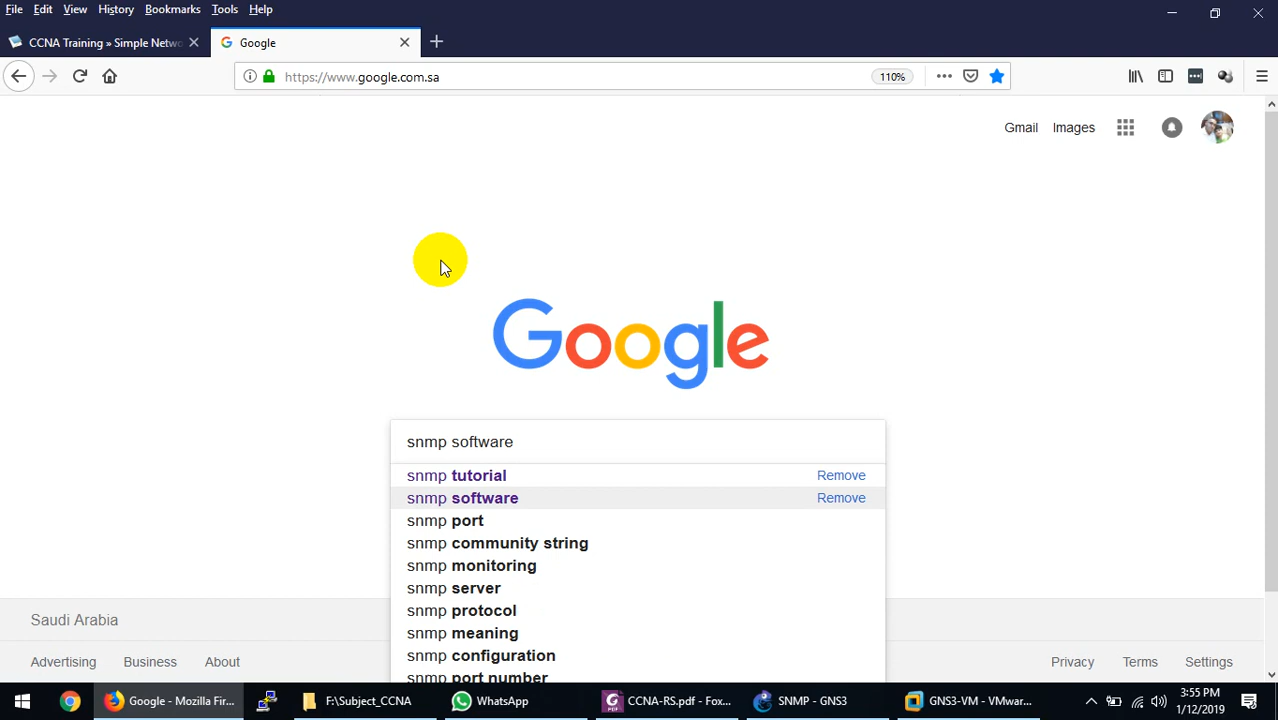 File Edit View History Bookmarks Tools Help
CCNA Training » Simple Netwo
Google
https://www.google.com.sa
110%
Gmail Images
Google
snmp software
snmp tutorial Remove
snmp software Remove
snmp port
snmp community string
snmp monitoring
snmp server
snmp protocol
snmp meaning
snmp configuration
snmp port number
Saudi Arabia
Advertising Business About
Privacy Terms Settings
Google - Mozilla Fir...
F:\Subject_CCNA
WhatsApp
CCNA-RS.pdf - Fox...
SNMP - GNS3
GNS3-VM - VMwar...
3:55 PM
1/12/2019